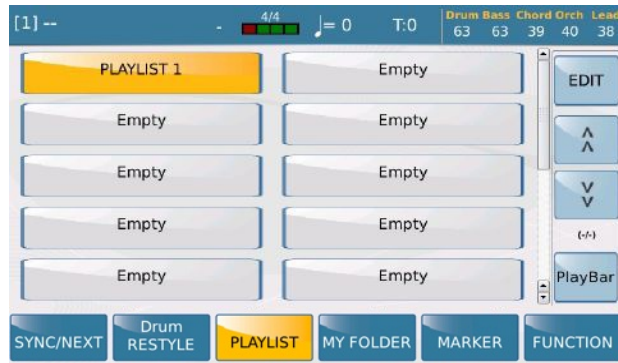 [1] -- - 4/4 ♩= 0 T:0 Drum Bass Chord Orch Lead
63 63 39 40 38
PLAYLIST 1 Empty EDIT
Empty Empty
Empty Empty
Empty Empty (-/-)
Empty Empty PlayBar
SYNC/NEXT Drum RESTYLE PLAYLIST MY FOLDER MARKER FUNCTION